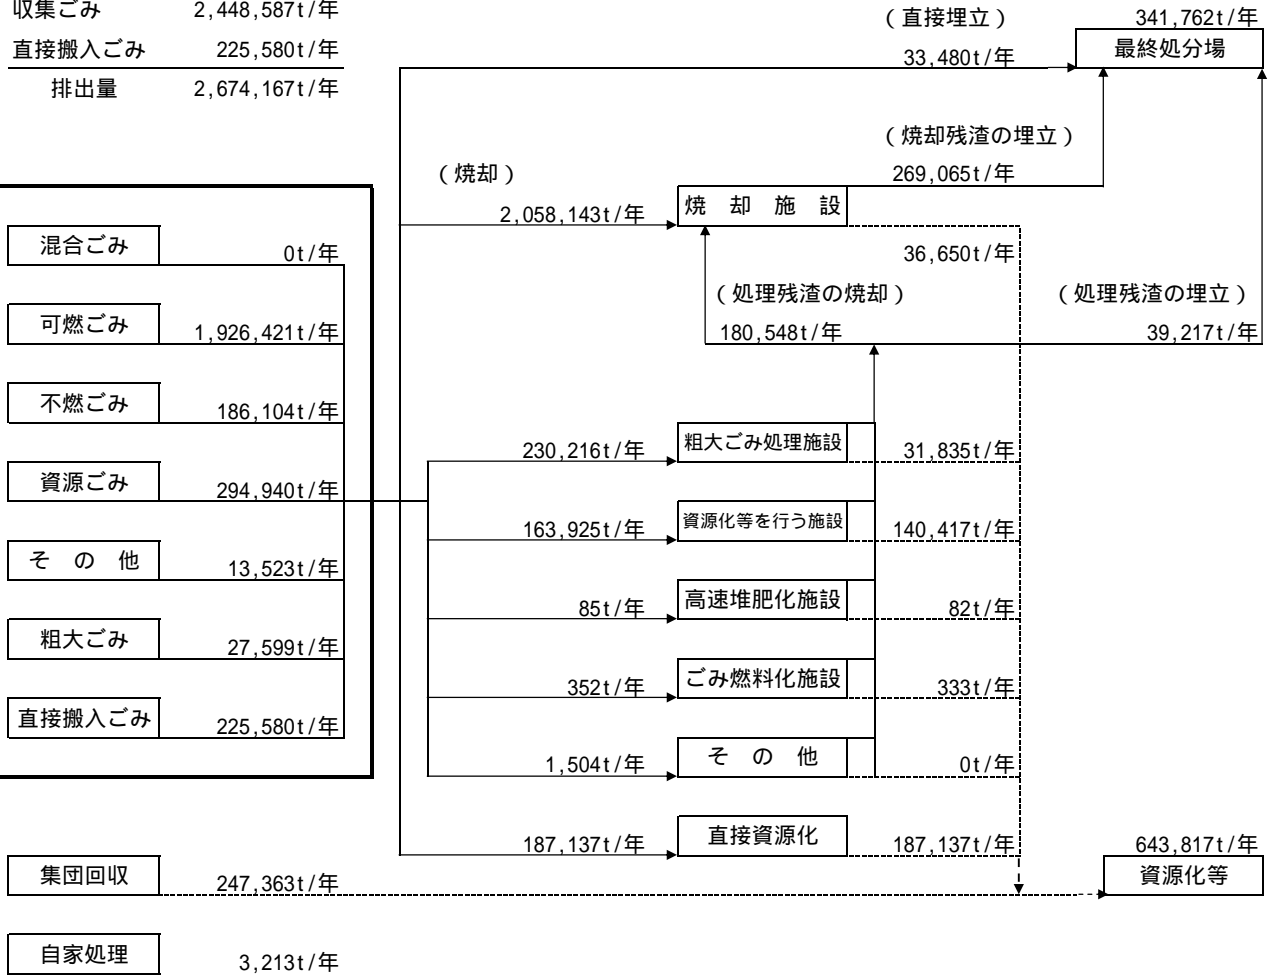 収集ごみ 2,448,587t/年
直接搬入ごみ 225,580t/年
排出量 2,674,167t/年
(直接埋立)
33,480t/年
341,762t/年
最終処分場
(焼却残渣の埋立)
269,065t/年
(焼却)
2,058,143t/年
焼 却 施 設
36,650t/年
(処理残渣の焼却)
180,548t/年
(処理残渣の埋立)
39,217t/年
混合ごみ 0t/年
可燃ごみ 1,926,421t/年
不燃ごみ 186,104t/年
資源ごみ 294,940t/年
そ の 他 13,523t/年
粗大ごみ 27,599t/年
直接搬入ごみ 225,580t/年
230,216t/年 粗大ごみ処理施設 31,835t/年
163,925t/年 資源化等を行う施設 140,417t/年
85t/年 高速堆肥化施設 82t/年
352t/年 ごみ燃料化施設 333t/年
1,504t/年 そ の 他 0t/年
187,137t/年 直接資源化 187,137t/年
643,817t/年
資源化等
集団回収 247,363t/年
自家処理 3,213t/年